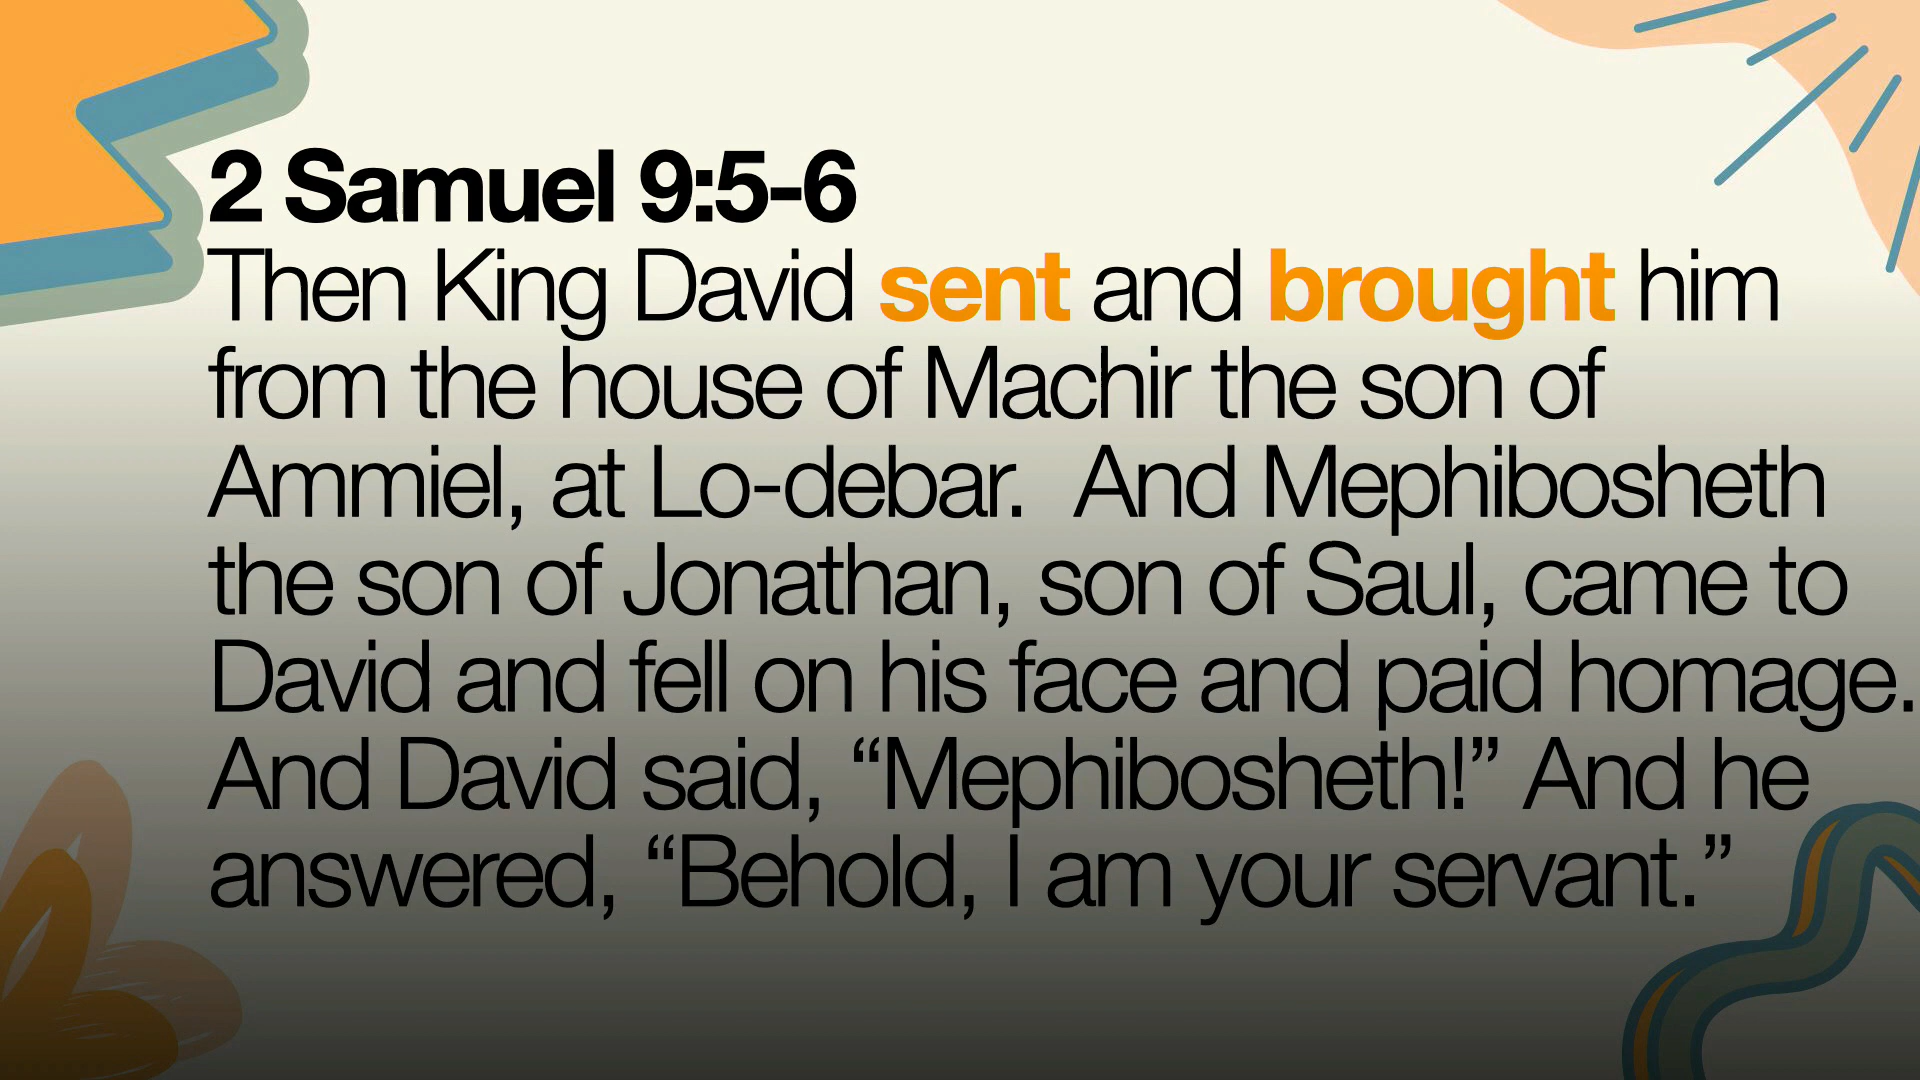 2 Samuel 9:5-6
Then King David sent and brought him
from the house of Machir the son of
Ammiel, at Lo-debar.  And Mephibosheth
the son of Jonathan, son of Saul, came to
David and fell on his face and paid homage.
And David said, “Mephibosheth!” And he
answered, “Behold, I am your servant.”